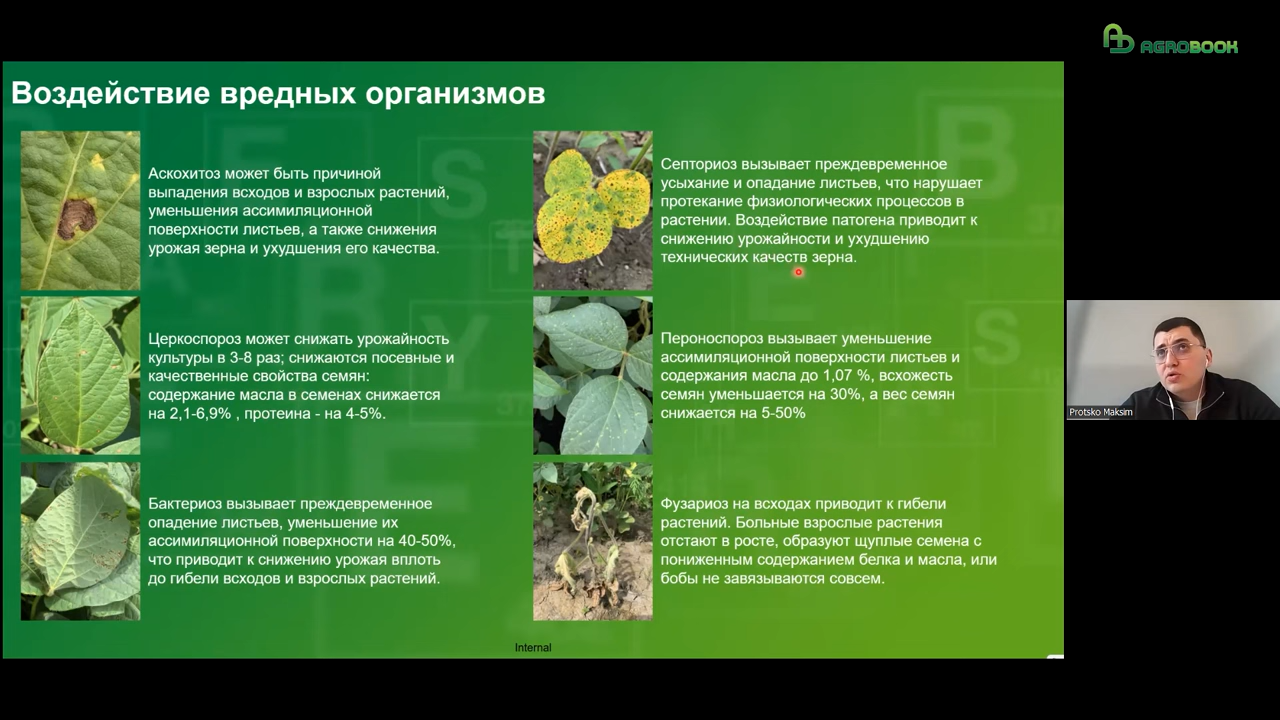 AGROBOOK
Воздействие вредных организмов
Аскохитоз может быть причиной
выпадения всходов и взрослых растений,
уменьшения ассимиляционной
поверхности листьев, а также снижения
урожая зерна и ухудшения его качества.
Септориоз вызывает преждевременное
усыхание и опадание листьев, что нарушает
протекание физиологических процессов в
растении. Воздействие патогена приводит к
снижению урожайности и ухудшению
технических качеств зерна.
Церкоспороз может снижать урожайность
культуры в 3-8 раз; снижаются посевные и
качественные свойства семян:
содержание масла в семенах снижается
на 2,1-6,9% , протеина - на 4-5%.
Пероноспороз вызывает уменьшение
ассимиляционной поверхности листьев и
содержания масла до 1,07 %, всхожесть
семян уменьшается на 30%, а вес семян
снижается на 5-50%
Бактериоз вызывает преждевременное
опадение листьев, уменьшение их
ассимиляционной поверхности на 40-50%,
что приводит к снижению урожая вплоть
до гибели всходов и взрослых растений.
Фузариоз на всходах приводит к гибели
растений. Больные взрослые растения
отстают в росте, образуют щуплые семена с
пониженным содержанием белка и масла, или
бобы не завязываются совсем.
Internal
Protsko Maksim